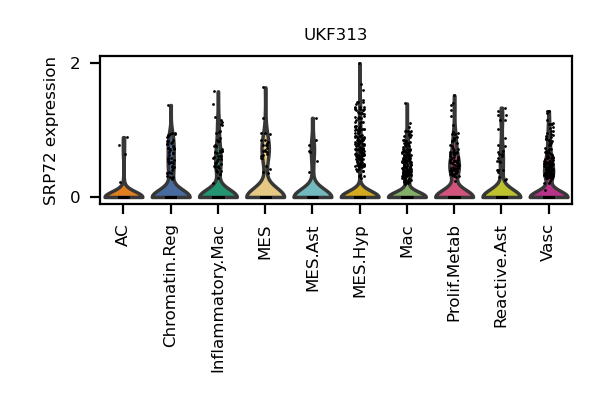 UKF313
SRP72 expression
2
0
AC
Chromatin.Reg
Inflammatory.Mac
MES
MES.Ast
MES.Hyp
Mac
Prolif.Metab
Reactive.Ast
Vasc